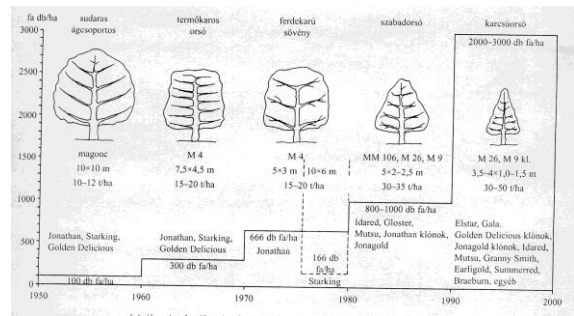 fa db/ha
sudaras
ágcsoportos
termőkaros
orsó
ferdekarú
sövény
szabadorsó
karcsúorsó
3000
2500
2000
1500
1000
500
0
2000–3000 db fa/ha
magonc
10×10 m
10–12 t/ha
M 4
7,5×4,5 m
15–20 t/ha
M 4
5×3 m
10×6 m
15–20 t/ha
MM 106, M 26, M 9
5×2–2,5 m
30–35 t/ha
M 26, M 9 kl.
3,5–4×1,0–1,5 m
30–50 t/ha
Jonathan, Starking,
Golden Delicious
100 db fa/ha
Jonathan, Starking,
Golden Delicious
300 db fa/ha
666 db fa/ha
Jonathan
166 db
fa/ha
Starking
800–1000 db fa/ha
Idared, Gloster,
Mutsu, Jonathan klónok,
Jonagold
Elstar, Gala.
Golden Delicious klónok,
Jonagold klónok, Idared,
Mutsu, Granny Smith,
Earligold, Summerred,
Braeburn, egyéb
1950
1960
1970
1980
1990
2000